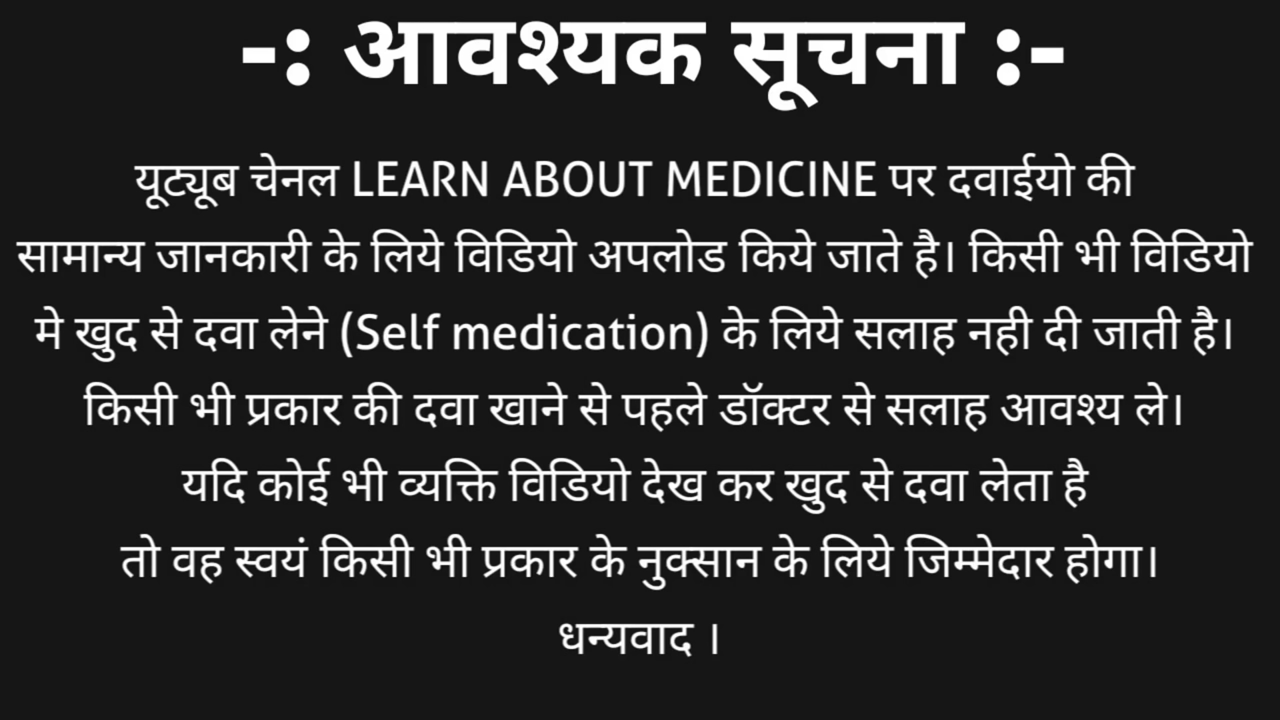 -: आवश्यक सूचना :-
यूट्यूब चेनल LEARN ABOUT MEDICINE पर दवाईयो की
सामान्य जानकारी के लिये विडियो अपलोड किये जाते है। किसी भी विडियो
मे खुद से दवा लेने (Self medication) के लिये सलाह नही दी जाती है।
किसी भी प्रकार की दवा खाने से पहले डॉक्टर से सलाह आवश्य ले।
यदि कोई भी व्यक्ति विडियो देख कर खुद से दवा लेता है
तो वह स्वयं किसी भी प्रकार के नुक्सान के लिये जिम्मेदार होगा।
धन्यवाद ।